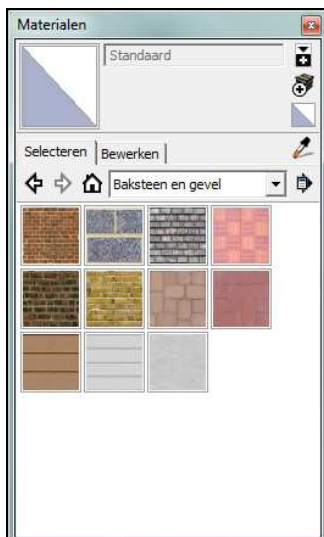 Materialen
Standaard
Selecteren
Bewerken
Baksteen en gevel